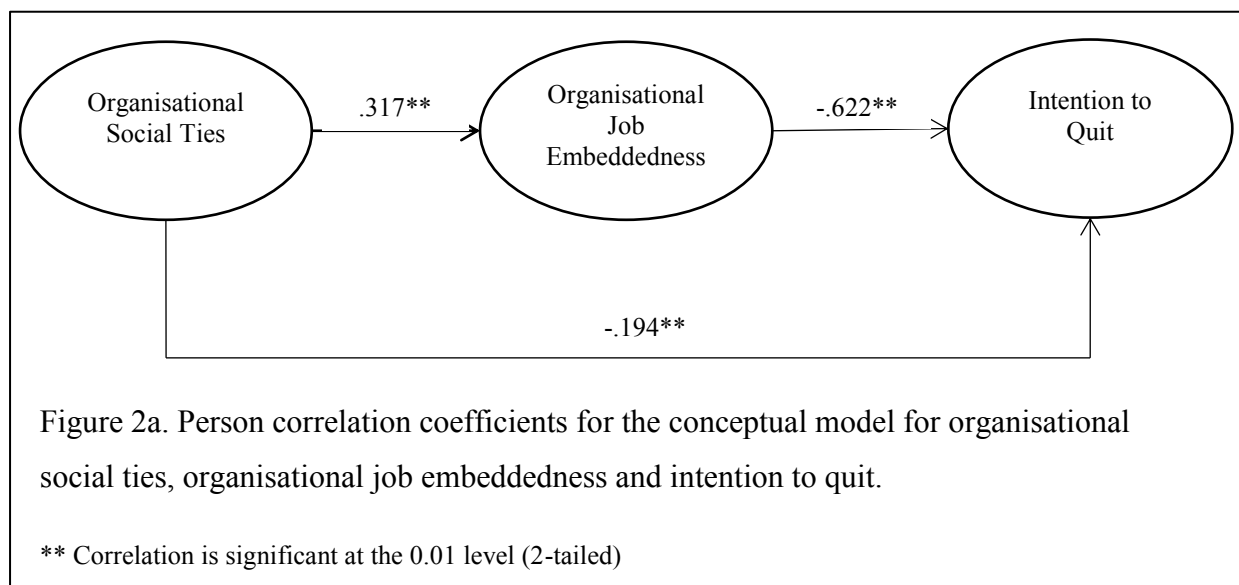 Organisational
Social Ties
.317**
Organisational
Job
Embeddedness
-.622**
Intention to
Quit
-.194**
Figure 2a. Person correlation coefficients for the conceptual model for organisational
social ties, organisational job embeddedness and intention to quit.
** Correlation is significant at the 0.01 level (2-tailed)